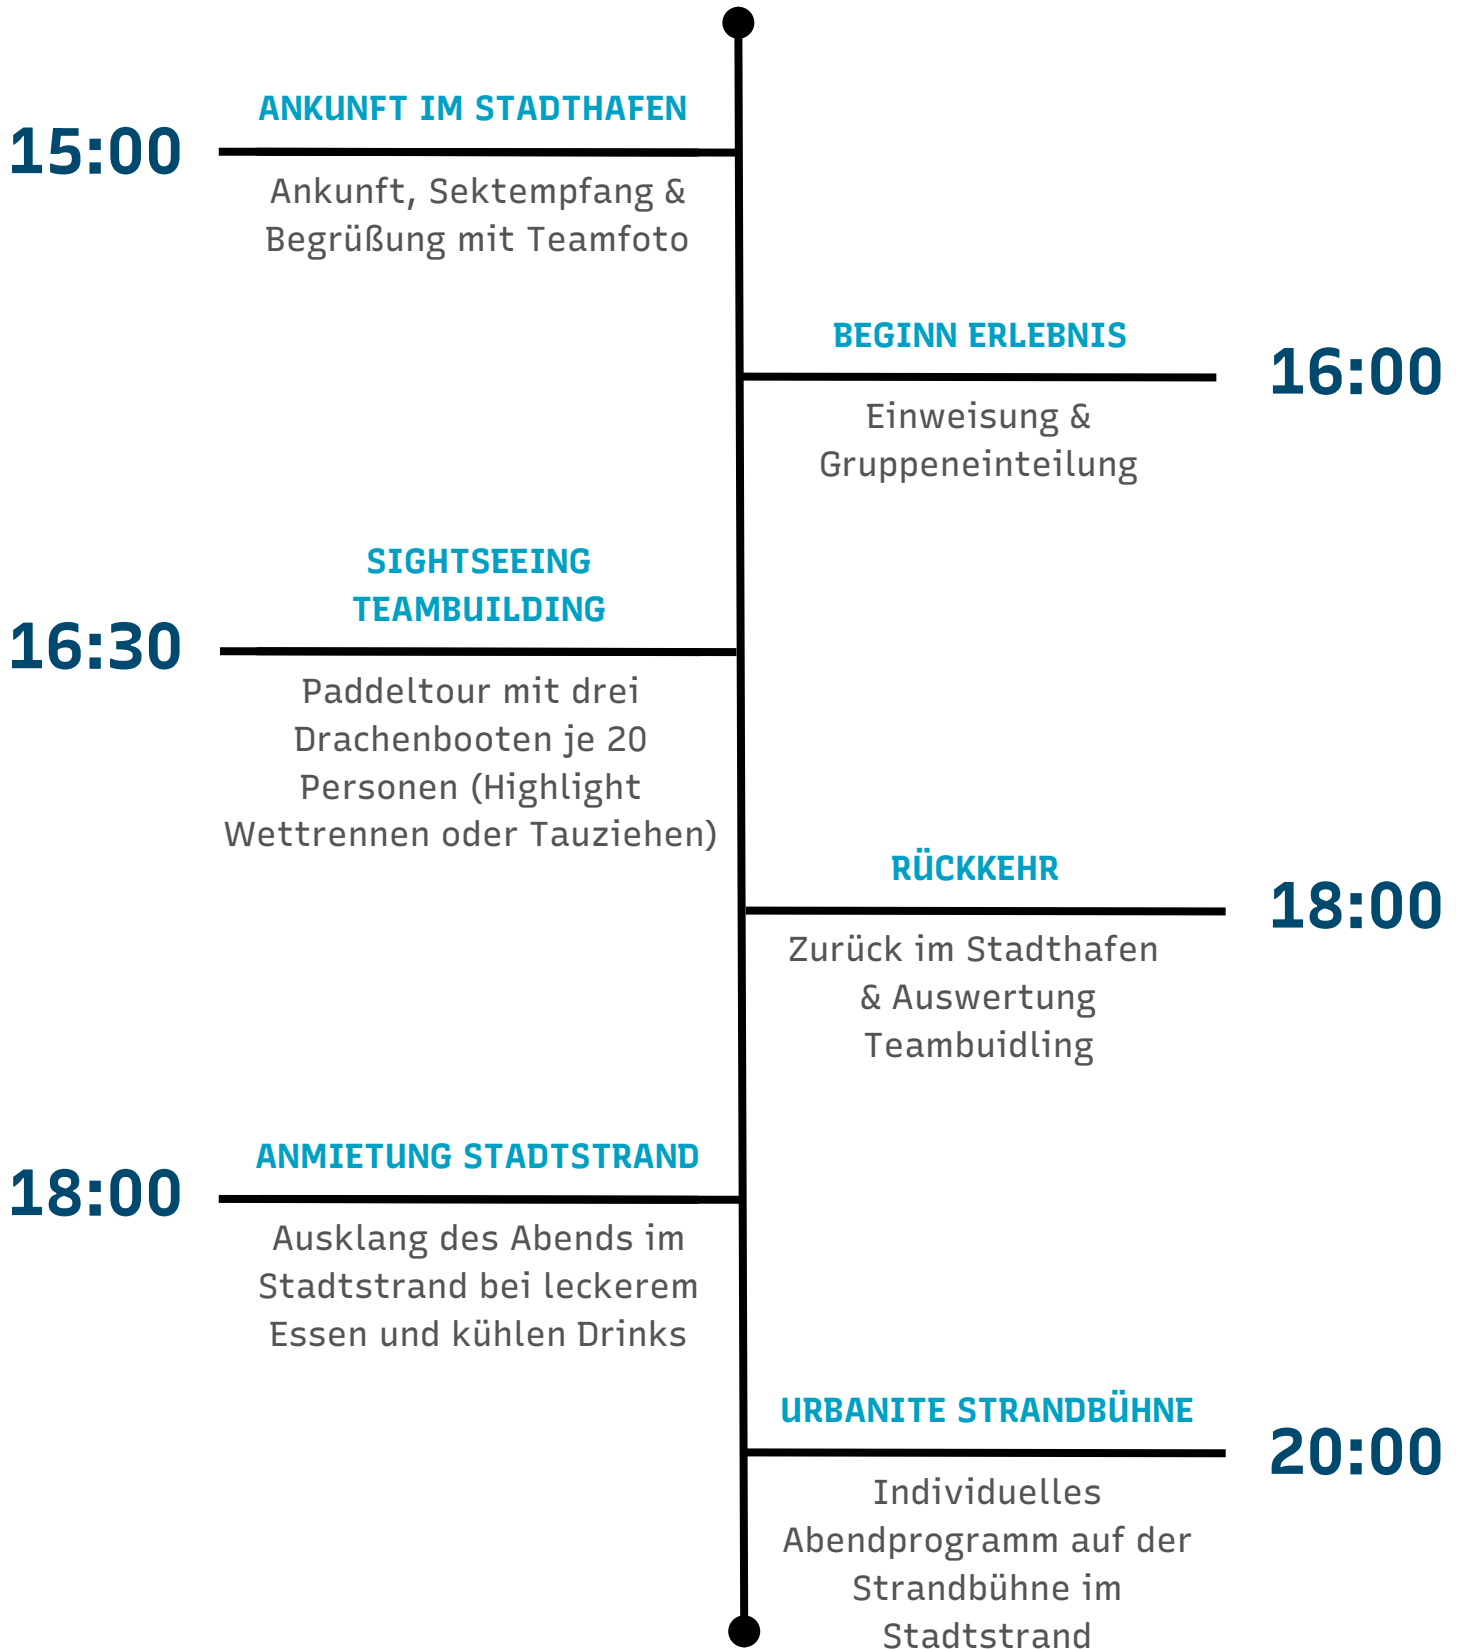 ANKUNFT IM STADTHAFEN
15:00
Ankunft, Sektempfang &
Begrüßung mit Teamfoto
BEGINN ERLEBNIS
16:00
Einweisung &
Gruppeneinteilung
SIGHTSEEING
TEAMBUILDING
16:30
Paddeltour mit drei
Drachenbooten je 20
Personen (Highlight
Wettrennen oder Tauziehen)
RÜCKKEHR
18:00
Zurück im Stadthafen
& Auswertung
Teambuidling
ANMIETUNG STADTSTRAND
18:00
Ausklang des Abends im
Stadtstrand bei leckerem
Essen und kühlen Drinks
URBANITE STRANDBÜHNE
20:00
Individuelles
Abendprogramm auf der
Strandbühne im
Stadtstrand